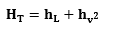 H_T = h_L + h_v²